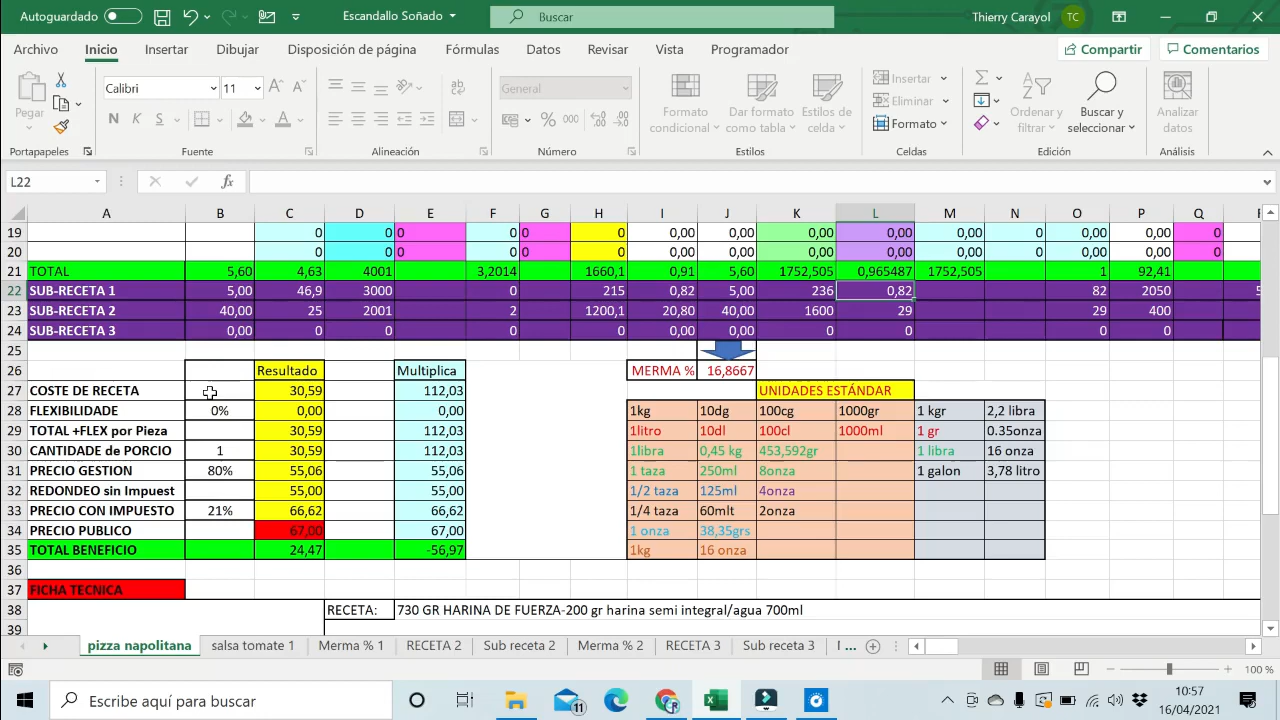 Autoguardado
Escandallo Soñado
Buscar
Thierry Carayol TC
Archivo Inicio Insertar Dibujar Disposición de página Fórmulas Datos Revisar Vista Programador Compartir Comentarios
Pegar
Calibri 11
N K S
General
% 000
Formato condicional
Dar formato como tabla
Estilos de celda
Insertar
Eliminar
Formato
Ordenar y filtrar
Buscar y seleccionar
Analizar datos
Portapapeles Fuente Alineación Número Estilos Celdas Edición Análisis
L22 fx
A B C D E F G H I J K L M N O P Q
19 0 0 0 0 0 0 0,00 0,00 0,00 0,00 0,00 0,00 0,00 0,00 0
20 0 0 0 0 0 0 0,00 0,00 0,00 0,00 0,00 0,00 0,00 0,00 0
21 TOTAL 5,60 4,63 4001 3,2014 1660,1 0,91 5,60 1752,505 0,965487 1752,505 1 92,41
22 SUB-RECETA 1 5,00 46,9 3000 0 215 0,82 5,00 236 0,82 82 2050 5
23 SUB-RECETA 2 40,00 25 2001 2 1200,1 20,80 40,00 1600 29 29 400
24 SUB-RECETA 3 0,00 0 0 0 0 0,00 0,00 0 0 0 0
25
26 Resultado Multiplica MERMA % 16,8667
27 COSTE DE RECETA 30,59 112,03 UNIDADES ESTÁNDAR
28 FLEXIBILIDADE 0% 0,00 0,00 1kg 10dg 100cg 1000gr 1 kgr 2,2 libra
29 TOTAL +FLEX por Pieza 30,59 112,03 1litro 10dl 100cl 1000ml 1 gr 0.35onza
30 CANTIDADE de PORCIO 1 30,59 112,03 1libra 0,45 kg 453,592gr 1 libra 16 onza
31 PRECIO GESTION 80% 55,06 55,06 1 taza 250ml 8onza 1 galon 3,78 litro
32 REDONDEO sin Impuest 55,00 55,00 1/2 taza 125ml 4onza
33 PRECIO CON IMPUESTO 21% 66,62 66,62 1/4 taza 60mlt 2onza
34 PRECIO PUBLICO 67,00 67,00 1 onza 38,35grs
35 TOTAL BENEFICIO 24,47 -56,97 1kg 16 onza
36
37 FICHA TECNICA
38 RECETA: 730 GR HARINA DE FUERZA-200 gr harina semi integral/agua 700ml
39
pizza napolitana salsa tomate 1 Merma % 1 RECETA 2 Sub receta 2 Merma % 2 RECETA 3 Sub receta 3 ...
100 %
Escribe aquí para buscar
11
10:57
16/04/2021